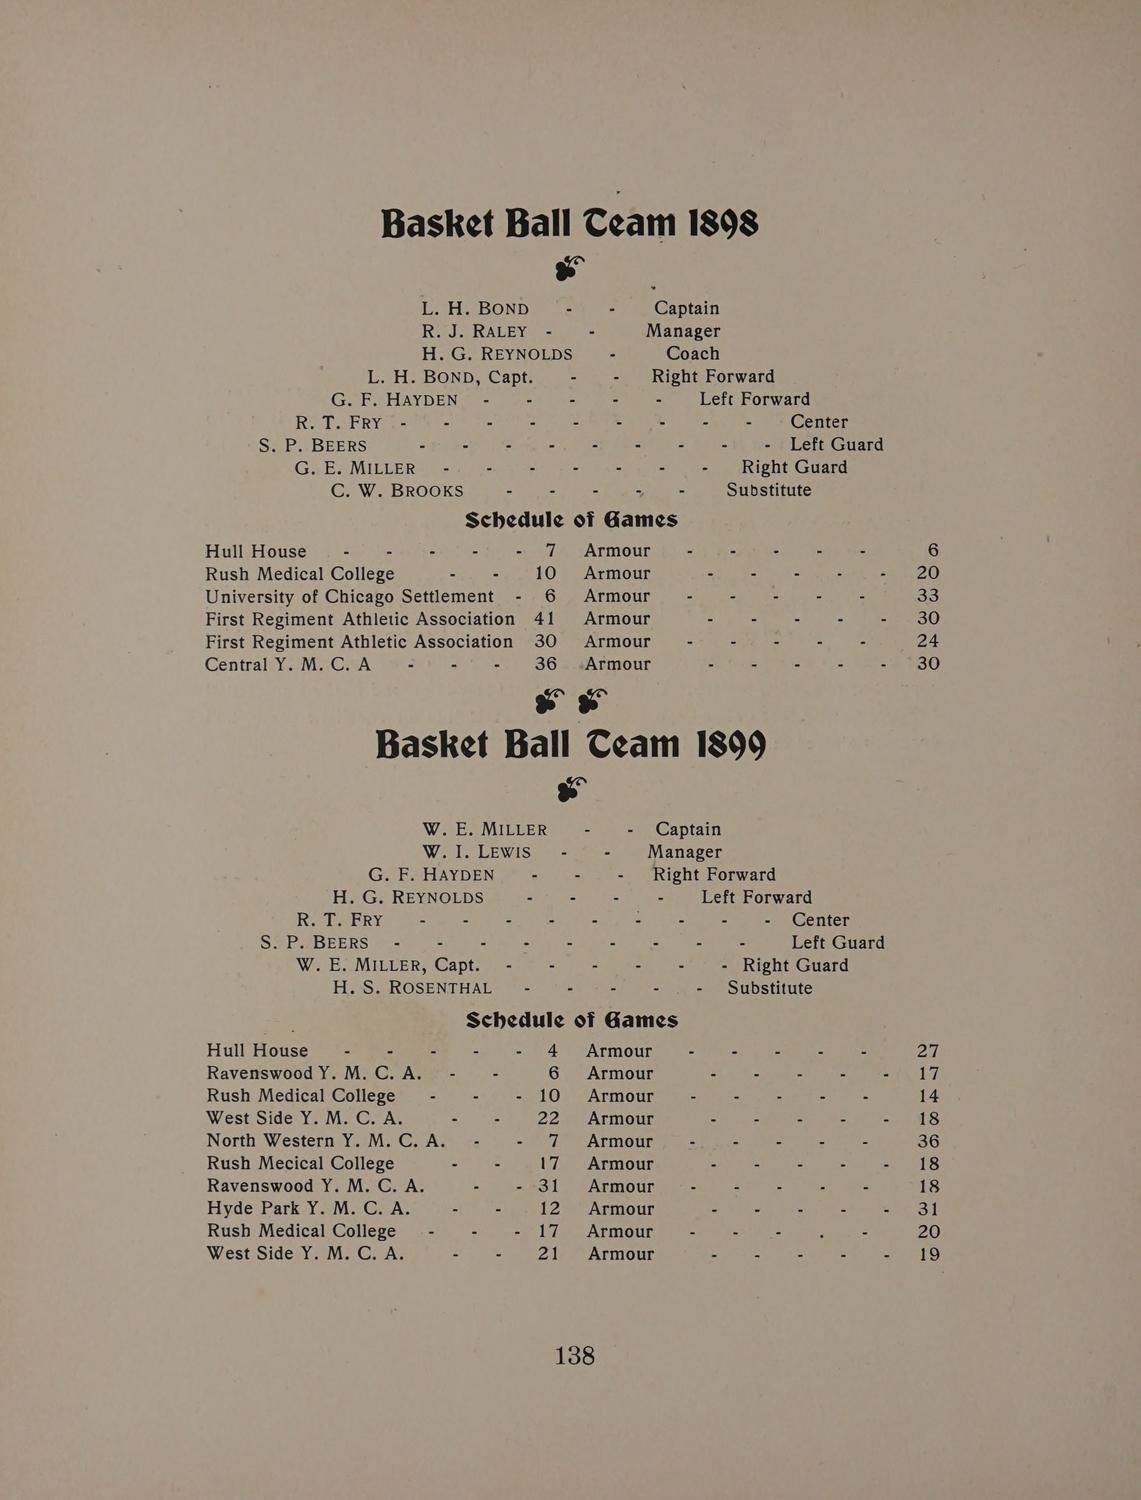 Basket Ball Team 1898
L. H. BOND - - Captain
R. J. RALEY - - Manager
H. G. REYNOLDS - Coach
L. H. BOND, Capt. - - Right Forward
G. F. HAYDEN - - - - - Left Forward
R. T. FRY - - - - - - - - - Center
S. P. BEERS - - - - - - - - - Left Guard
G. E. MILLER - - - - - - - Right Guard
C. W. BROOKS - - - - - Substitute
Schedule of Games
Hull House - - - - - 7 Armour - - - - - 6
Rush Medical College - - 10 Armour - - - - - 20
University of Chicago Settlement - 6 Armour - - - - - 33
First Regiment Athletic Association 41 Armour - - - - - 30
First Regiment Athletic Association 30 Armour - - - - - 24
Central Y. M. C. A - - - 36 Armour - - - - - 30
Basket Ball Team 1899
W. E. MILLER - - Captain
W. I. LEWIS - - Manager
G. F. HAYDEN - - - Right Forward
H. G. REYNOLDS - - - - Left Forward
R. T. FRY - - - - - - - - - Center
S. P. BEERS - - - - - - - - - Left Guard
W. E. MILLER, Capt. - - - - - - Right Guard
H. S. ROSENTHAL - - - - - Substitute
Schedule of Games
Hull House - - - - - 4 Armour - - - - - 27
Ravenswood Y. M. C. A. - - 6 Armour - - - - - 17
Rush Medical College - - - 10 Armour - - - - - 14
West Side Y. M. C. A. - - 22 Armour - - - - - 18
North Western Y. M. C. A. - - 7 Armour - - - - - 36
Rush Mecical College - - 17 Armour - - - - - 18
Ravenswood Y. M. C. A. - - 31 Armour - - - - - 18
Hyde Park Y. M. C. A. - - 12 Armour - - - - - 31
Rush Medical College - - - 17 Armour - - - . - 20
West Side Y. M. C. A. - - 21 Armour - - - - - 19
138